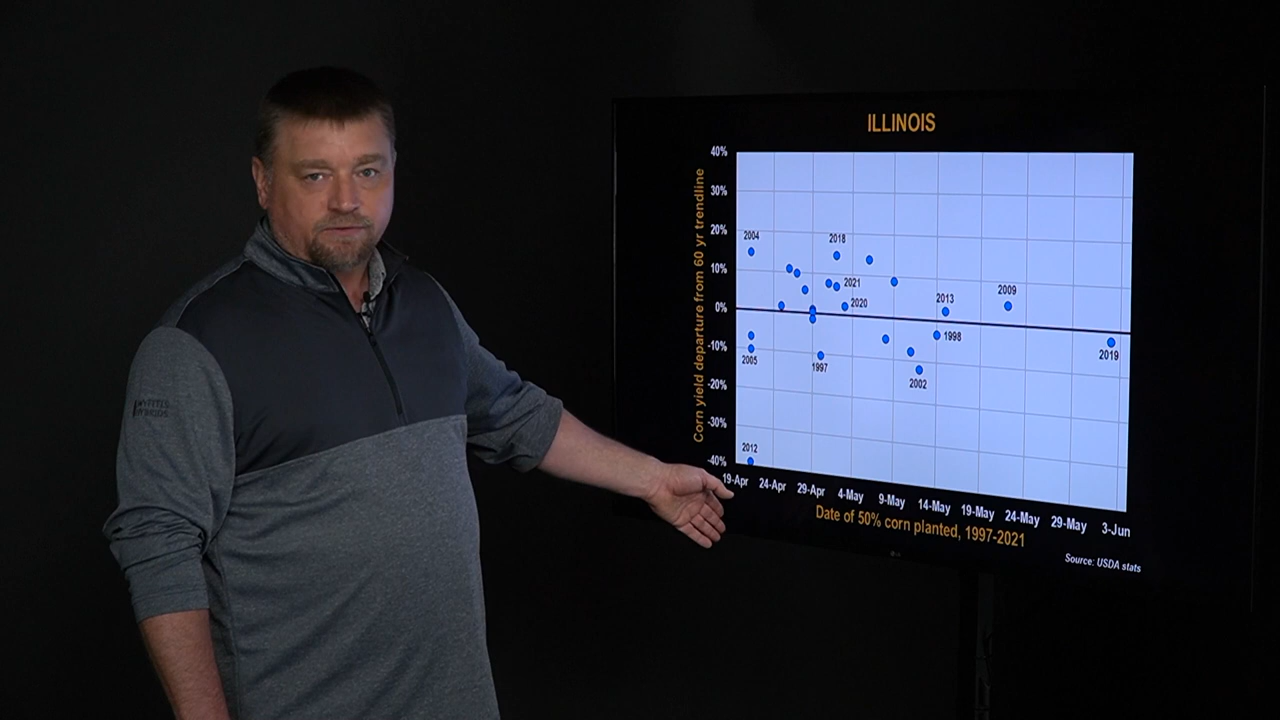 ILLINOIS
Corn yield departure from 60 yr trendline
40%
30%
20%
10%
0%
-10%
-20%
-30%
-40%
2004
2018
2021
2020
2013
2009
1998
2019
2005
1997
2002
2012
19-Apr 24-Apr 29-Apr 4-May 9-May 14-May 19-May 24-May 29-May 3-Jun
Date of 50% corn planted, 1997-2021
Source: USDA stats
WYFFELS
HYBRIDS
LG